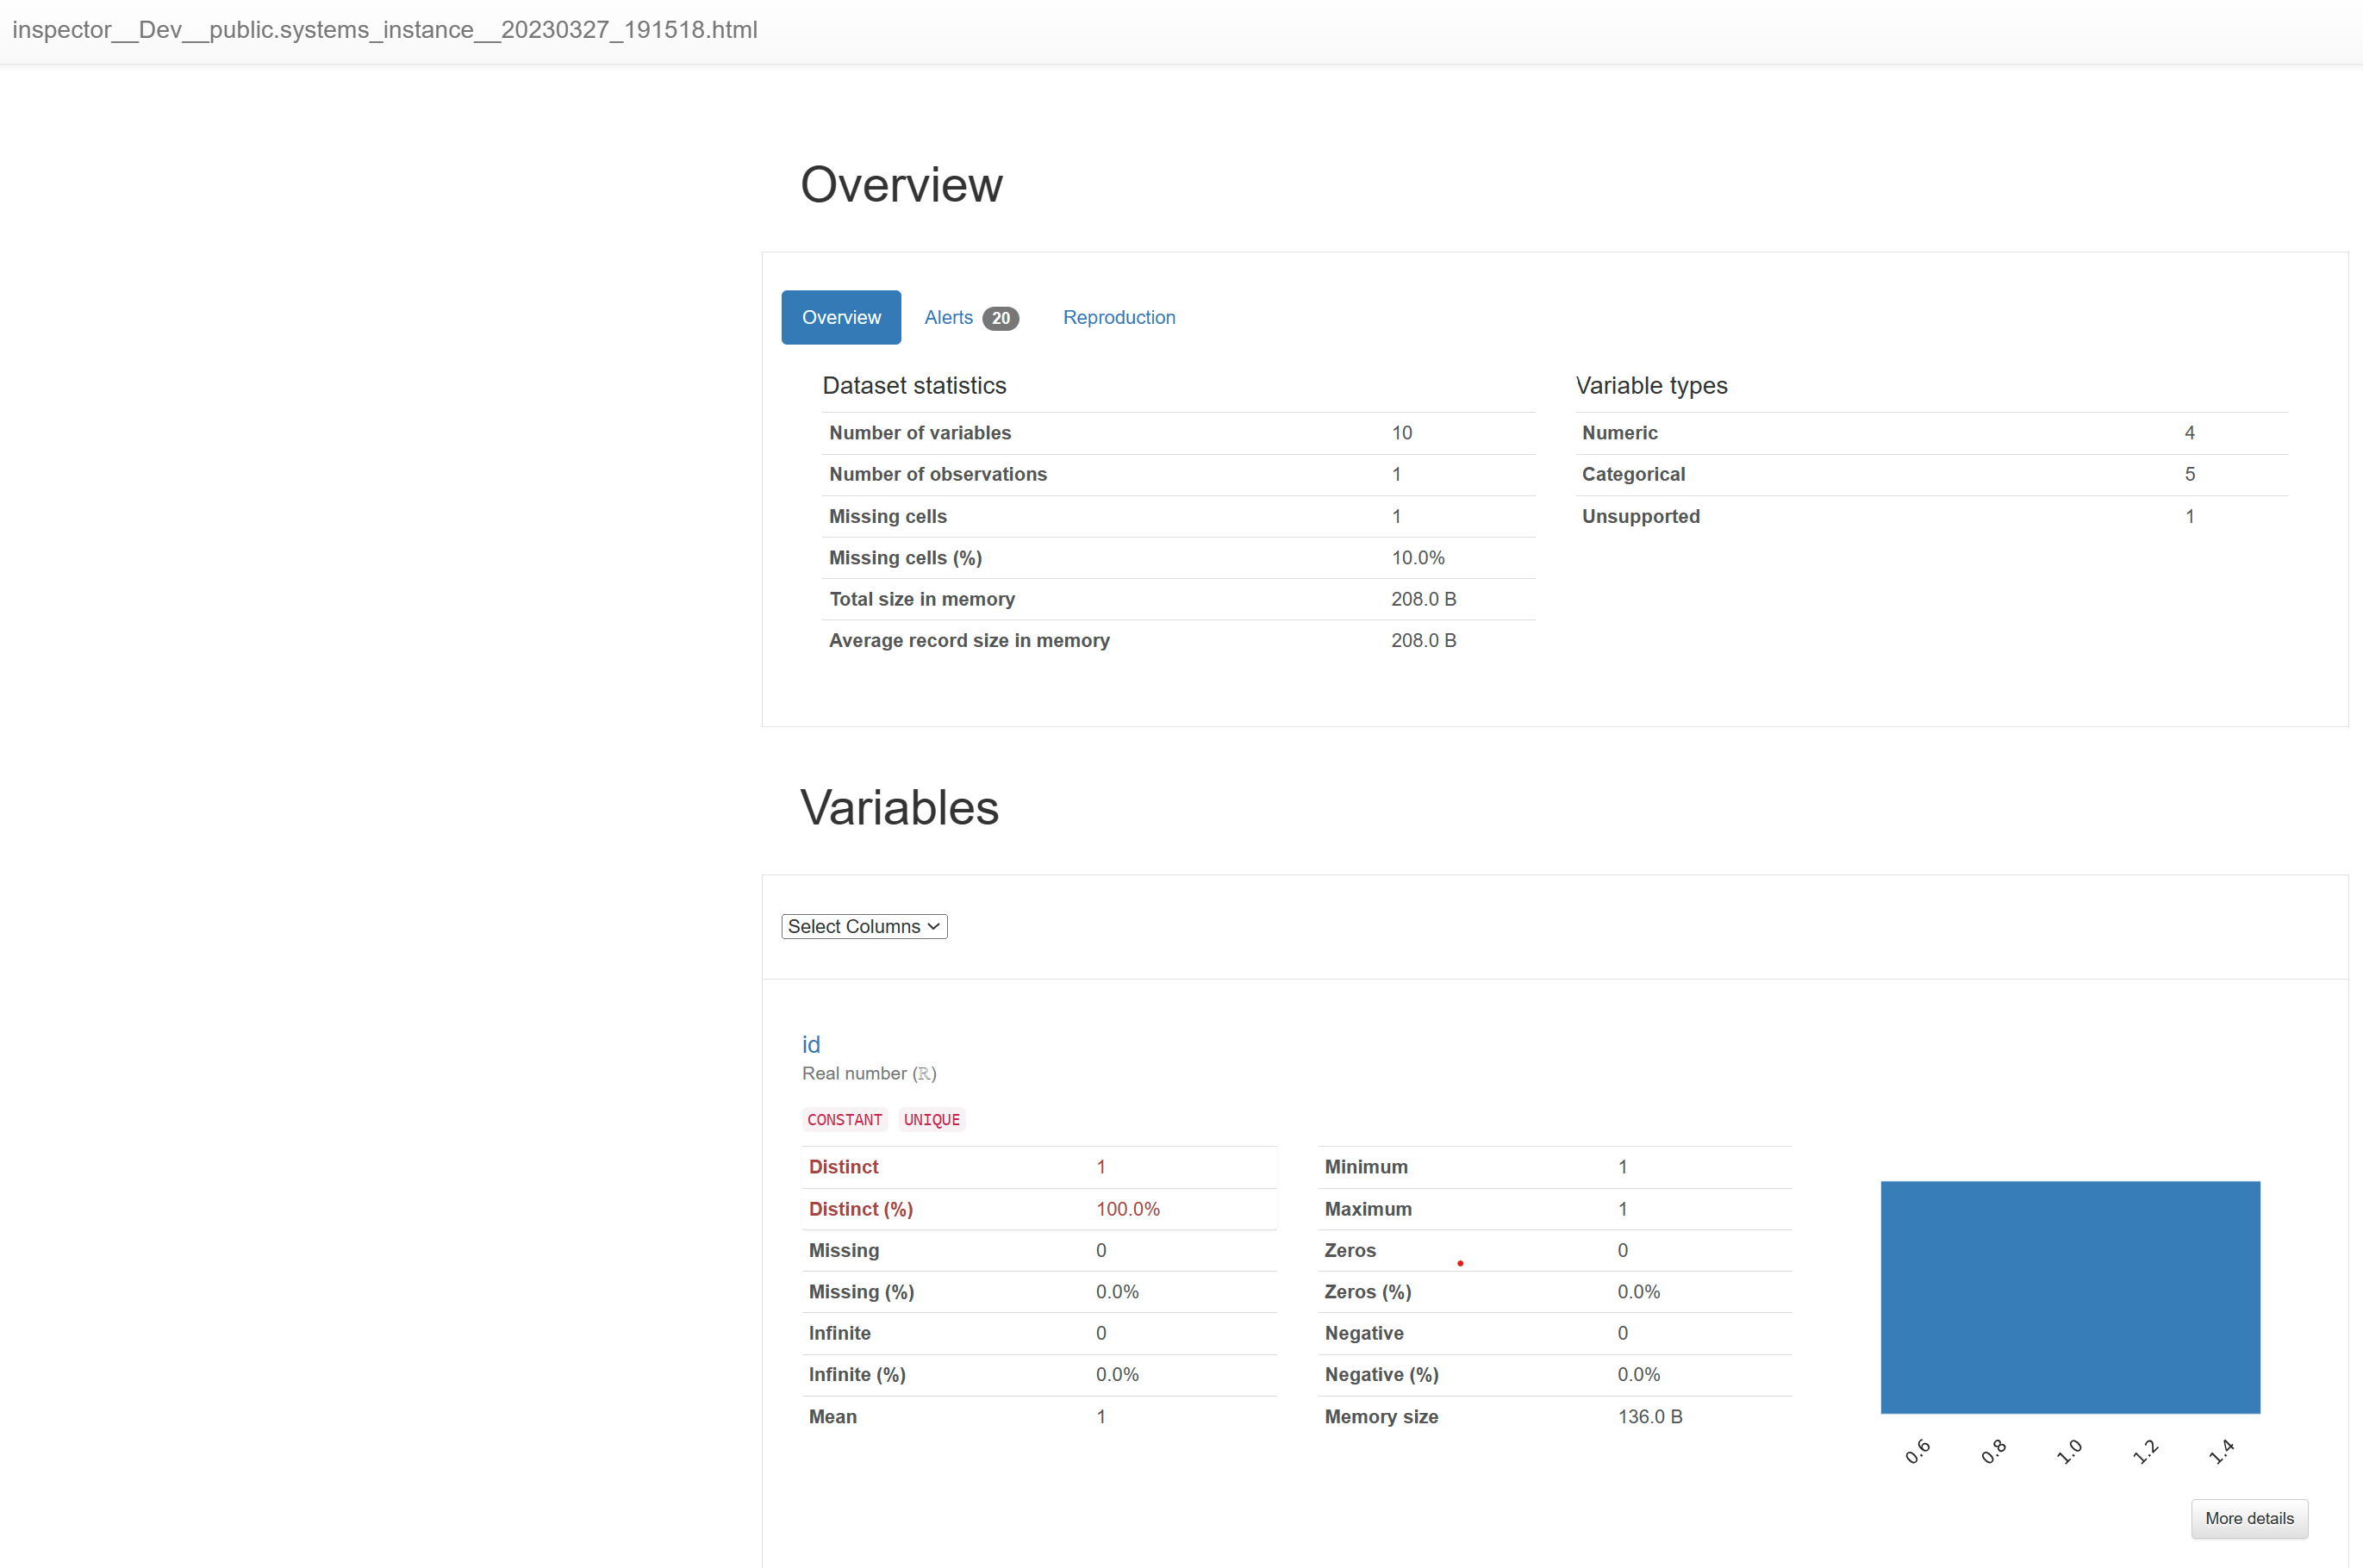 inspector__Dev__public.systems_instance__20230327_191518.html
Overview
Overview Alerts 20 Reproduction
Dataset statistics
Number of variables 10
Number of observations 1
Missing cells 1
Missing cells (%) 10.0%
Total size in memory 208.0 B
Average record size in memory 208.0 B
Variable types
Numeric 4
Categorical 5
Unsupported 1
Variables
Select Columns
id
Real number (ℝ)
CONSTANT UNIQUE
Distinct 1
Distinct (%) 100.0%
Missing 0
Missing (%) 0.0%
Infinite 0
Infinite (%) 0.0%
Mean 1
Minimum 1
Maximum 1
Zeros 0
Zeros (%) 0.0%
Negative 0
Negative (%) 0.0%
Memory size 136.0 B
0.6 0.8 1.0 1.2 1.4
More details